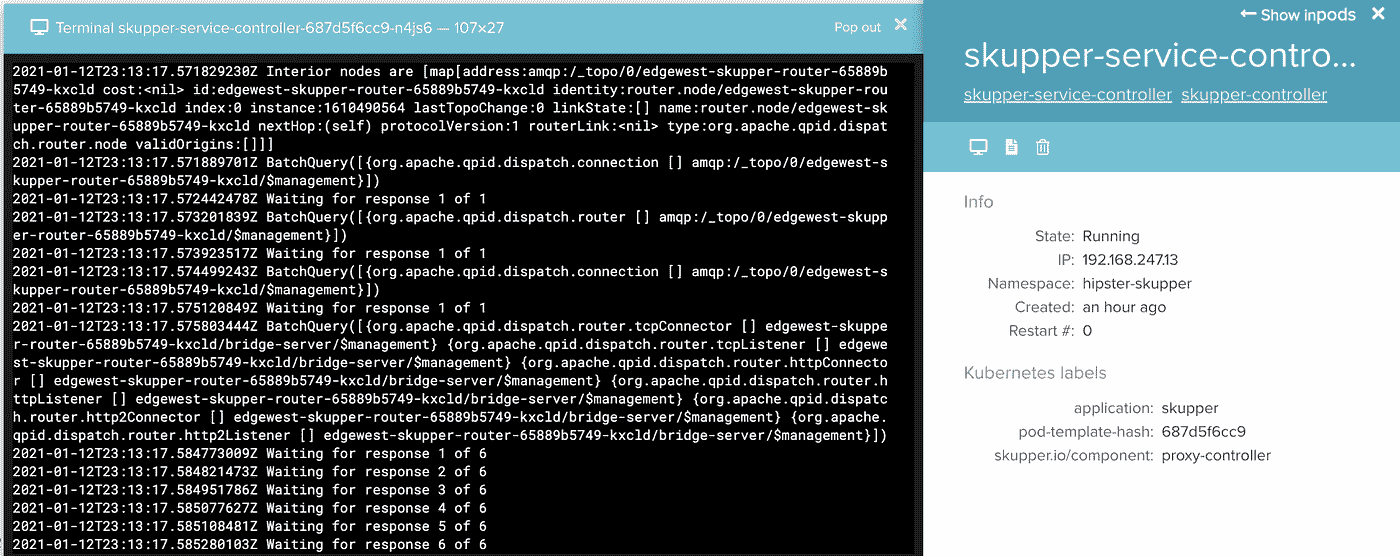 Terminal skupper-service-controller-687d5f6cc9-n4js6 — 107×27
Pop out
2021-01-12T23:13:17.571829230Z Interior nodes are [map[address:amqp:/_topo/0/edgewest-skupper-router-65889b
5749-kxcld cost:<nil> id:edgewest-skupper-router-65889b5749-kxcld identity:router.node/edgewest-skupper-rou
ter-65889b5749-kxcld index:0 instance:1610490564 lastTopoChange:0 linkState:[] name:router.node/edgewest-sk
upper-router-65889b5749-kxcld nextHop:(self) protocolVersion:1 routerLink:<nil> type:org.apache.qpid.dispat
ch.router.node validOrigins:[]]]
2021-01-12T23:13:17.571889701Z BatchQuery([{org.apache.qpid.dispatch.connection [] amqp:/_topo/0/edgewest-s
kupper-router-65889b5749-kxcld/$management}])
2021-01-12T23:13:17.572442478Z Waiting for response 1 of 1
2021-01-12T23:13:17.573201839Z BatchQuery([{org.apache.qpid.dispatch.router [] amqp:/_topo/0/edgewest-skupp
er-router-65889b5749-kxcld/$management}])
2021-01-12T23:13:17.573923517Z Waiting for response 1 of 1
2021-01-12T23:13:17.574499243Z BatchQuery([{org.apache.qpid.dispatch.connection [] amqp:/_topo/0/edgewest-s
kupper-router-65889b5749-kxcld/$management}])
2021-01-12T23:13:17.575120849Z Waiting for response 1 of 1
2021-01-12T23:13:17.575803444Z BatchQuery([{org.apache.qpid.dispatch.router.tcpConnector [] edgewest-skuppe
r-router-65889b5749-kxcld/bridge-server/$management} {org.apache.qpid.dispatch.router.tcpListener [] edgewe
st-skupper-router-65889b5749-kxcld/bridge-server/$management} {org.apache.qpid.dispatch.router.httpConnecto
r [] edgewest-skupper-router-65889b5749-kxcld/bridge-server/$management} {org.apache.qpid.dispatch.router.h
ttpListener [] edgewest-skupper-router-65889b5749-kxcld/bridge-server/$management} {org.apache.qpid.dispatc
h.router.http2Connector [] edgewest-skupper-router-65889b5749-kxcld/bridge-server/$management} {org.apache.
qpid.dispatch.router.http2Listener [] edgewest-skupper-router-65889b5749-kxcld/bridge-server/$management}])
2021-01-12T23:13:17.584773009Z Waiting for response 1 of 6
2021-01-12T23:13:17.584821473Z Waiting for response 2 of 6
2021-01-12T23:13:17.584951786Z Waiting for response 3 of 6
2021-01-12T23:13:17.585077627Z Waiting for response 4 of 6
2021-01-12T23:13:17.585108481Z Waiting for response 5 of 6
2021-01-12T23:13:17.585280103Z Waiting for response 6 of 6
Show inpods
skupper-service-contro...
skupper-service-controller skupper-controller
Info
State: Running
IP: 192.168.247.13
Namespace: hipster-skupper
Created: an hour ago
Restart #: 0
Kubernetes labels
application: skupper
pod-template-hash: 687d5f6cc9
skupper.io/component: proxy-controller